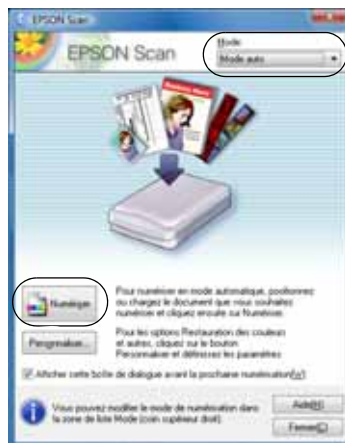 EPSON Scan
EPSON Scan
Mode:
Mode auto
Numériser
Pour numériser en mode automatique, positionnez
ou chargez le document que vous souhaitez
numériser et cliquez ensuite sur Numériser.
Personnaliser...
Pour les options Restauration des couleurs
et autres, cliquez sur le bouton
Personnaliser et définissez les paramètres
Afficher cette boîte de dialogue avant la prochaine numérisation(w)
Vous pouvez modifier le mode de numérisation dans
la zone de liste Mode (coin supérieur droit).
Aide(H)
Fermer(C)